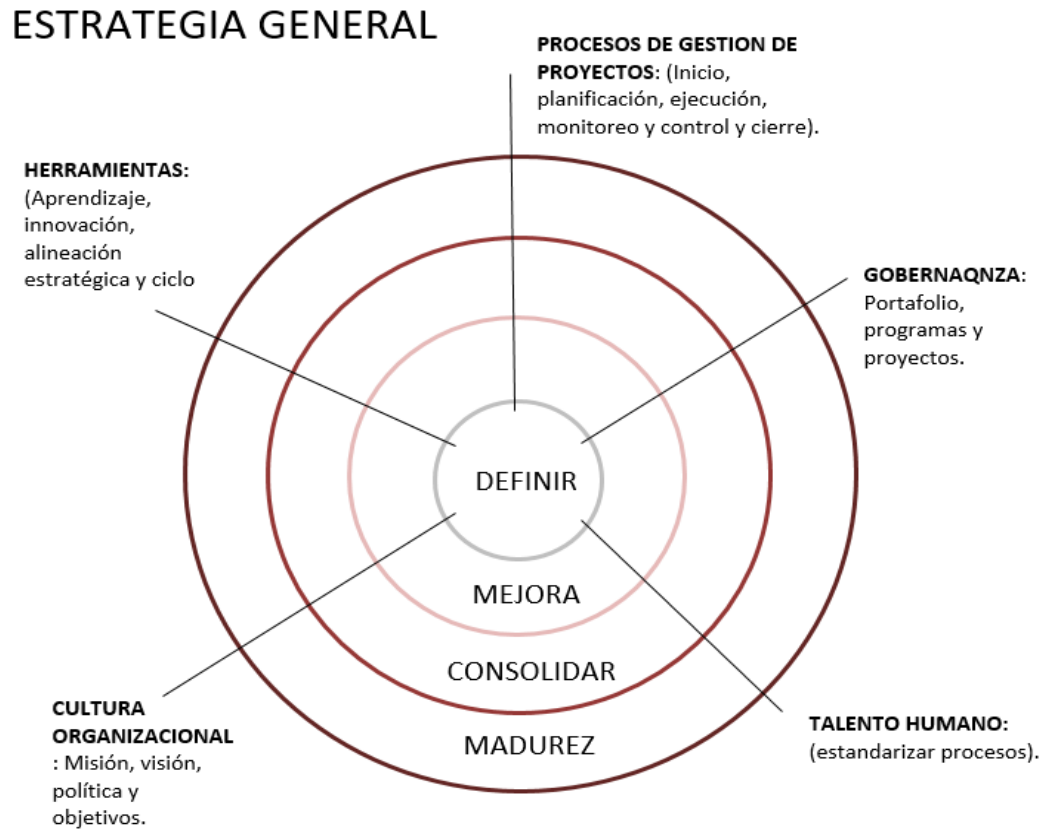 ESTRATEGIA GENERAL
PROCESOS DE GESTION DE
PROYECTOS: (Inicio,
planificación, ejecución,
monitoreo y control y cierre).
HERRAMIENTAS:
(Aprendizaje,
innovación,
alineación
estratégica y ciclo
GOBERNAQNZA:
Portafolio,
programas y
proyectos.
DEFINIR
MEJORA
CONSOLIDAR
MADUREZ
CULTURA
ORGANIZACIONAL
: Misión, visión,
política y
objetivos.
TALENTO HUMANO:
(estandarizar procesos).